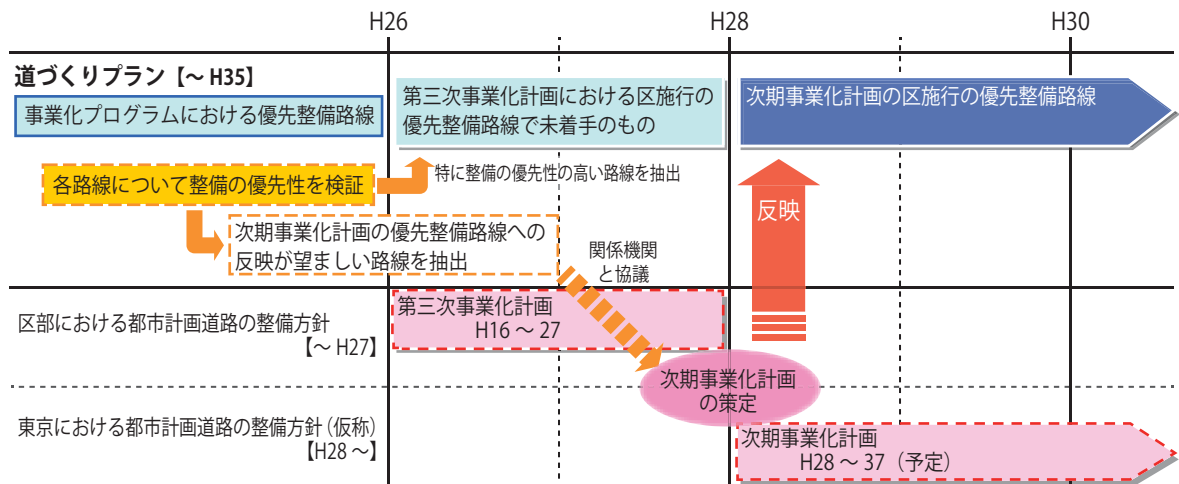 H26
H28
H30
道づくりプラン【～ H35】
事業化プログラムにおける優先整備路線
第三次事業化計画における区施行の
優先整備路線で未着手のもの
次期事業化計画の区施行の優先整備路線
各路線について整備の優先性を検証
特に整備の優先性の高い路線を抽出
次期事業化計画の優先整備路線への
反映が望ましい路線を抽出
関係機関
と協議
反映
区部における都市計画道路の整備方針
【～ H27】
第三次事業化計画
H16 ～ 27
次期事業化計画
の策定
東京における都市計画道路の整備方針（仮称）
【H28 ～】
次期事業化計画
H28 ～ 37（予定）